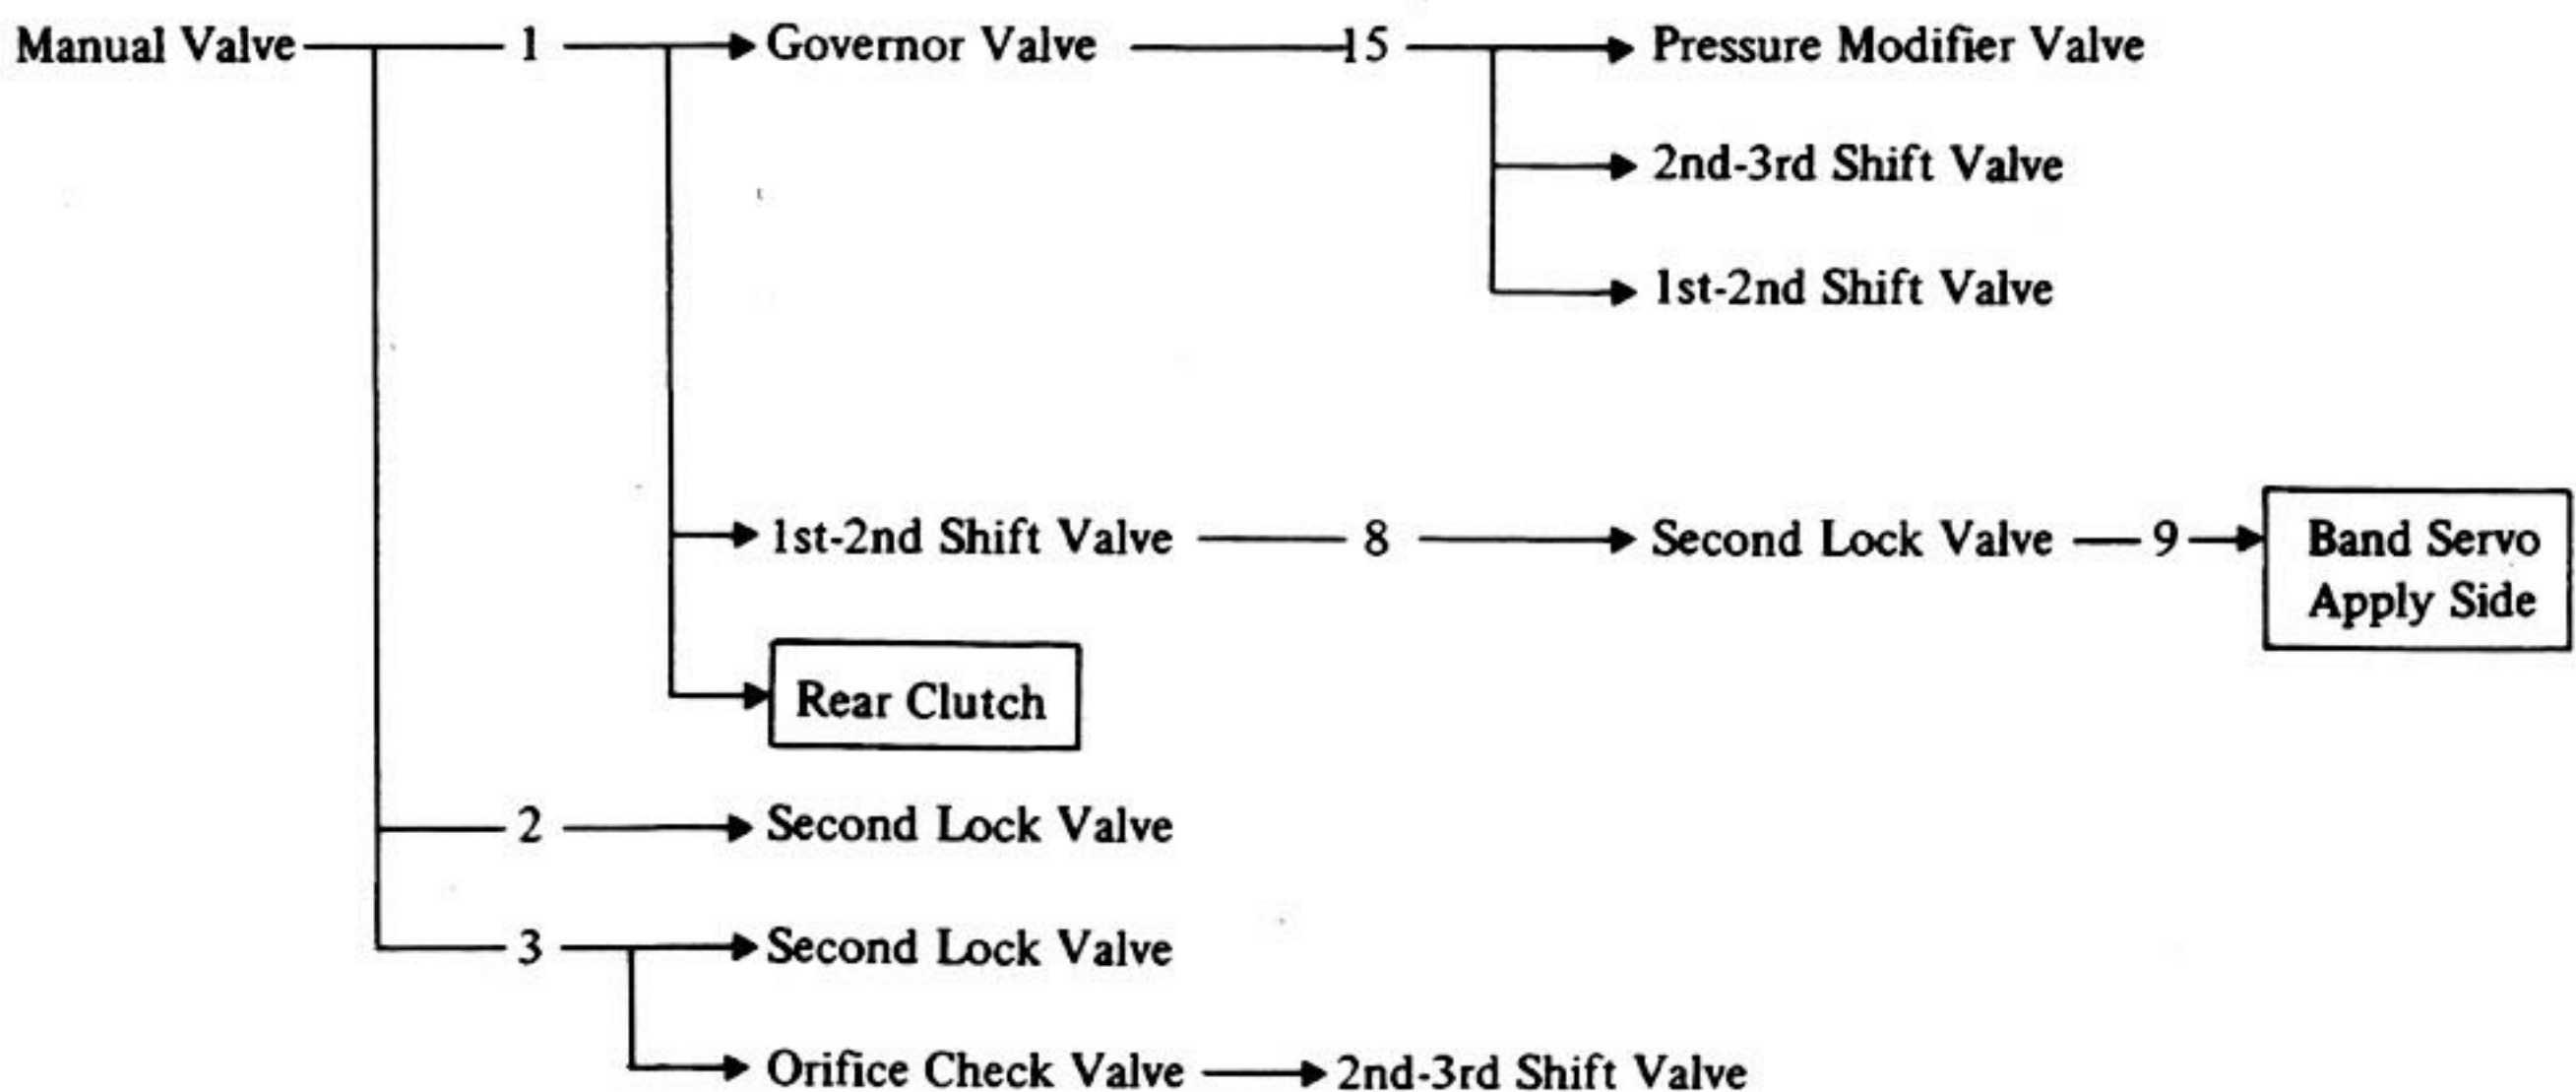 Manual Valve 1 Governor Valve 15 Pressure Modifier Valve
2nd-3rd Shift Valve
1st-2nd Shift Valve
1st-2nd Shift Valve 8 Second Lock Valve 9 Band Servo
Apply Side
Rear Clutch
2 Second Lock Valve
3 Second Lock Valve
Orifice Check Valve 2nd-3rd Shift Valve